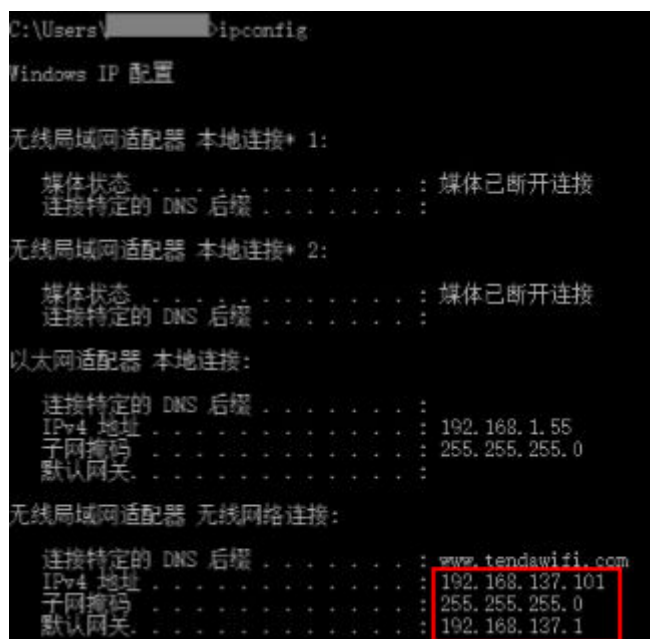 C:\Users\ >ipconfig
Windows IP 配置
无线局域网适配器 本地连接* 1:
媒体状态 . . . . . . . . . . . . : 媒体已断开连接
连接特定的 DNS 后缀 . . . . . . . :
无线局域网适配器 本地连接* 2:
媒体状态 . . . . . . . . . . . . : 媒体已断开连接
连接特定的 DNS 后缀 . . . . . . . :
以太网适配器 本地连接:
连接特定的 DNS 后缀 . . . . . . . :
IPv4 地址 . . . . . . . . . . . . : 192.168.1.55
子网掩码 . . . . . . . . . . . . : 255.255.255.0
默认网关. . . . . . . . . . . . . :
无线局域网适配器 无线网络连接:
连接特定的 DNS 后缀 . . . . . . . : www.tendawifi.com
IPv4 地址 . . . . . . . . . . . . : 192.168.137.101
子网掩码 . . . . . . . . . . . . : 255.255.255.0
默认网关. . . . . . . . . . . . . : 192.168.137.1